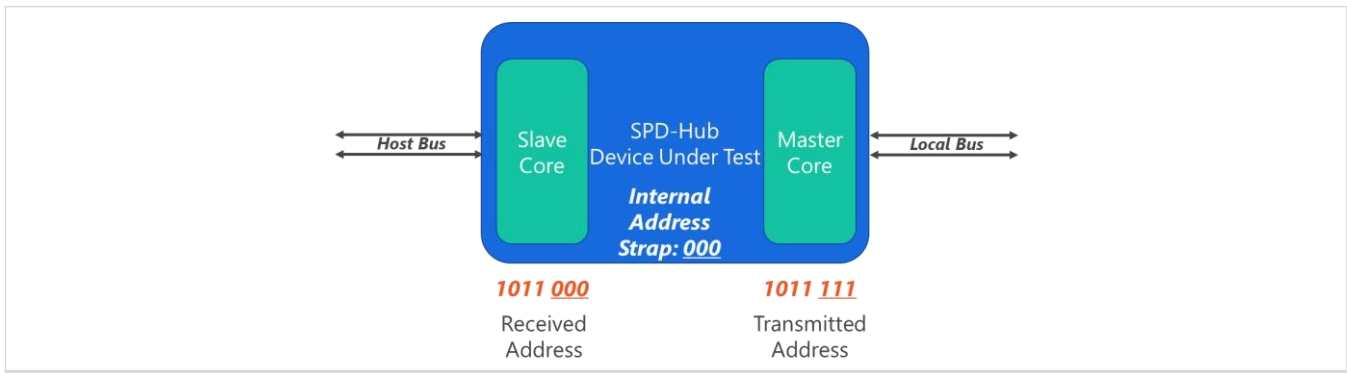 Host Bus
Slave
Core
SPD-Hub
Device Under Test
Internal
Address
Strap: 000
Master
Core
Local Bus
1011 000
Received
Address
1011 111
Transmitted
Address